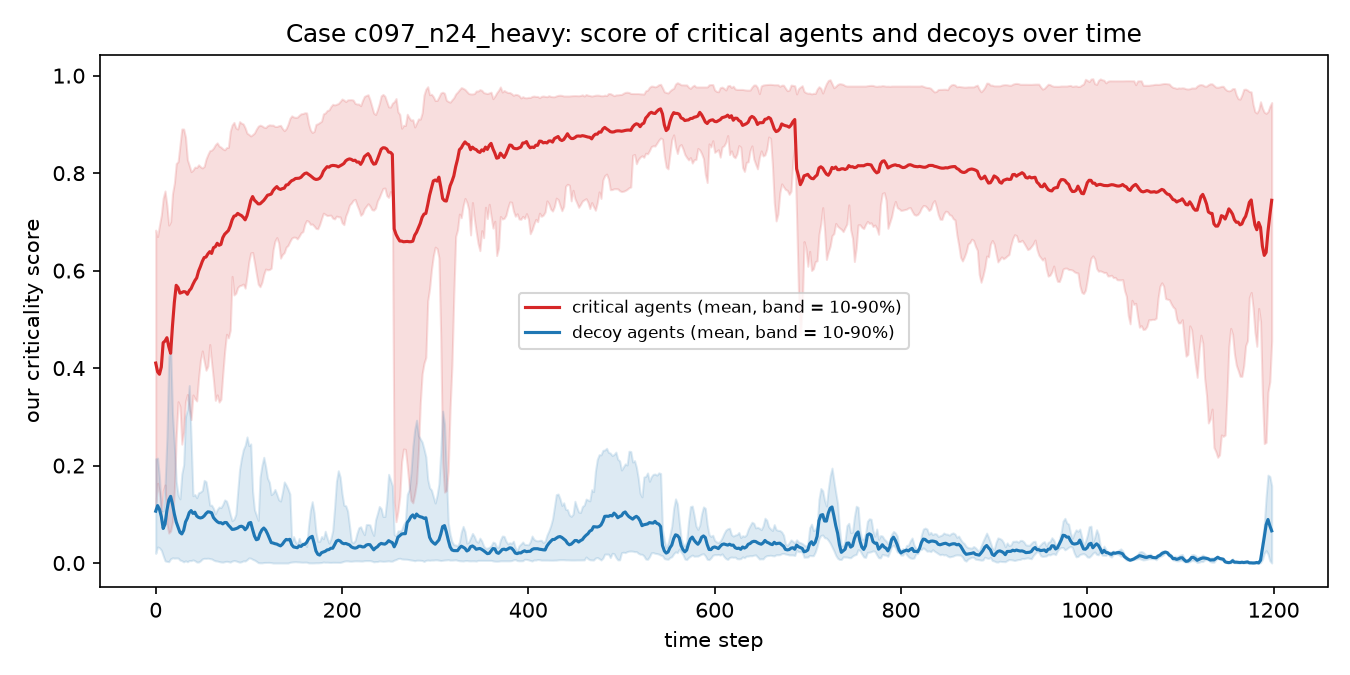 Case c097_n24_heavy: score of critical agents and decoys over time
our criticality score
1.0
0.8
0.6
0.4
0.2
0.0
critical agents (mean, band = 10-90%)
decoy agents (mean, band = 10-90%)
0 200 400 600 800 1000 1200
time step